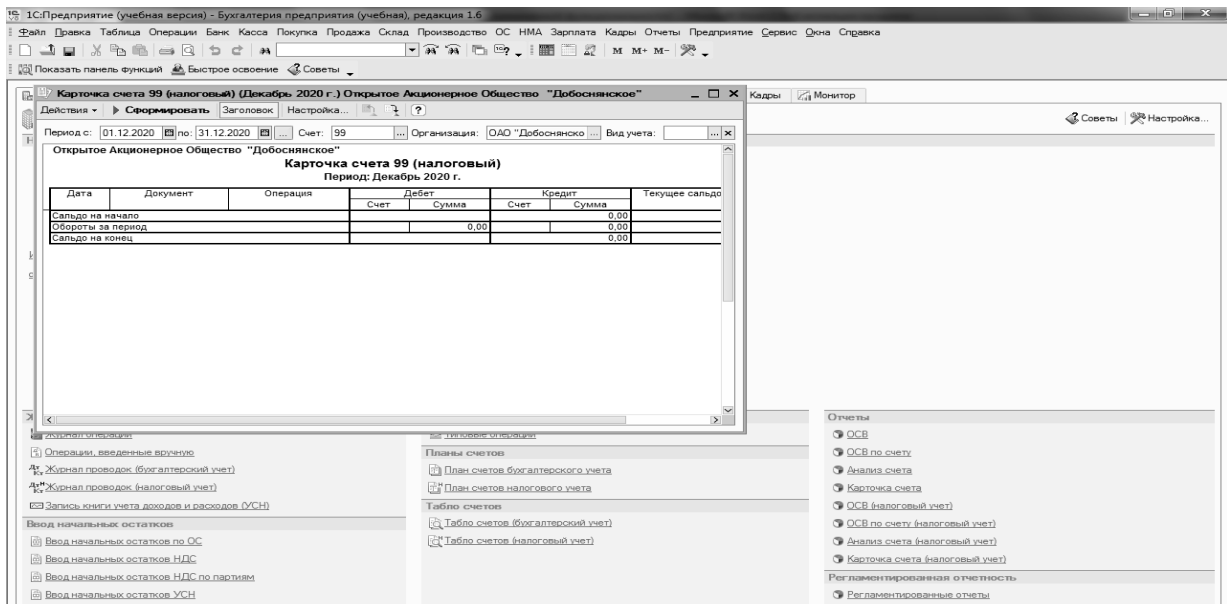 1С:Предприятие (учебная версия) - Бухгалтерия предприятия (учебная), редакция 1.6
Файл Правка Таблица Операции Банк Касса Покупка Продажа Склад Производство ОС НМА Зарплата Кадры Отчеты Предприятие Сервис Окна Справка
M M+ M-
Показать панель функций Быстрое освоение Советы
Карточка счета 99 (налоговый) (Декабрь 2020 г.) Открытое Акционерное Общество "Добоснянское"
Кадры Монитор
Действия Сформировать Заголовок Настройка... ?
Советы Настройка...
Период с: 01.12.2020 по: 31.12.2020 ... Счет: 99 ... Организация: ОАО "Добоснянско ... Вид учета: ... x
Открытое Акционерное Общество "Добоснянское"
Карточка счета 99 (налоговый)
Период: Декабрь 2020 г.
Дата Документ Операция Дебет Кредит Текущее сальдо
Счет Сумма Счет Сумма
Сальдо на начало 0,00
Обороты за период 0,00 0,00
Сальдо на конец 0,00
Отчеты
Журнал операций Типовые операции ОСВ
Операции, введенные вручную Планы счетов ОСВ по счету
Журнал проводок (бухгалтерский учет) План счетов бухгалтерского учета Анализ счета
Журнал проводок (налоговый учет) План счетов налогового учета Карточка счета
Запись книги учета доходов и расходов (УСН) Табло счетов ОСВ (налоговый учет)
Ввод начальных остатков Табло счетов (бухгалтерский учет) ОСВ по счету (налоговый учет)
Ввод начальных остатков по ОС Табло счетов (налоговый учет) Анализ счета (налоговый учет)
Ввод начальных остатков НДС Карточка счета (налоговый учет)
Ввод начальных остатков НДС по партиям Регламентированная отчетность
Ввод начальных остатков УСН Регламентированные отчеты